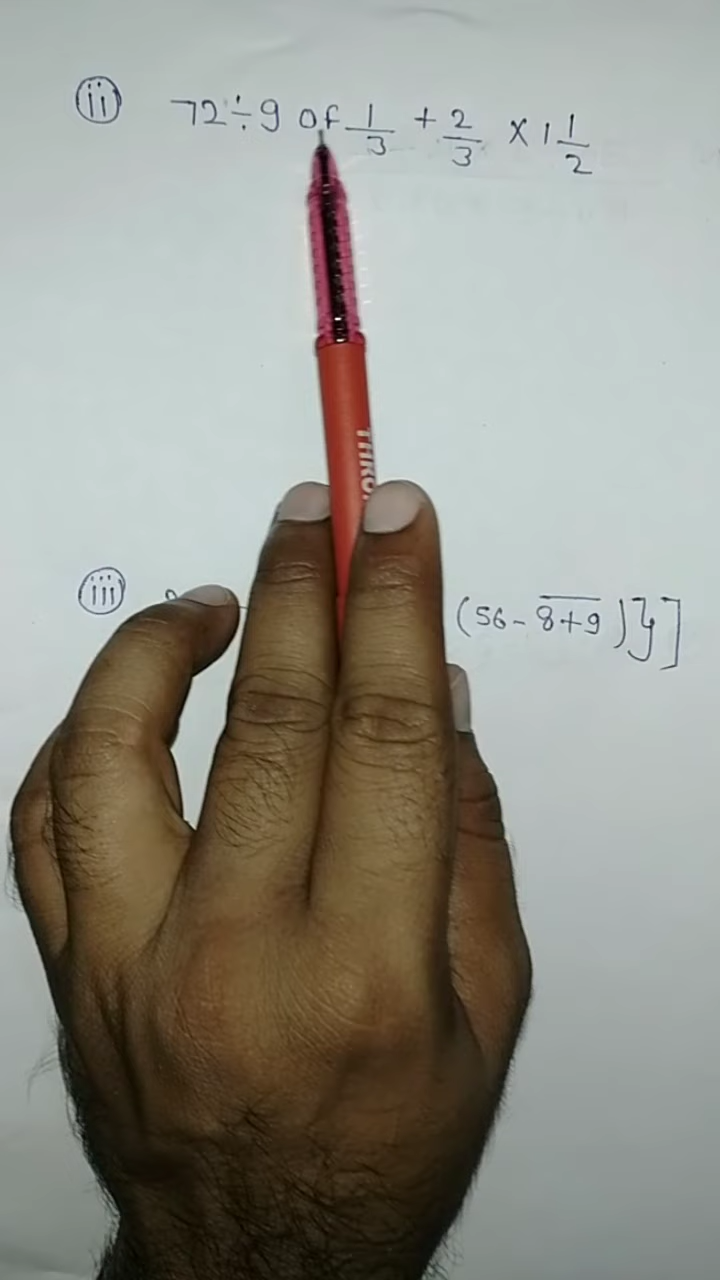 (ii) 72÷9 of 1/3 + 2/3 × 1 1/2
(iii) (56 - 8+9‾)}]